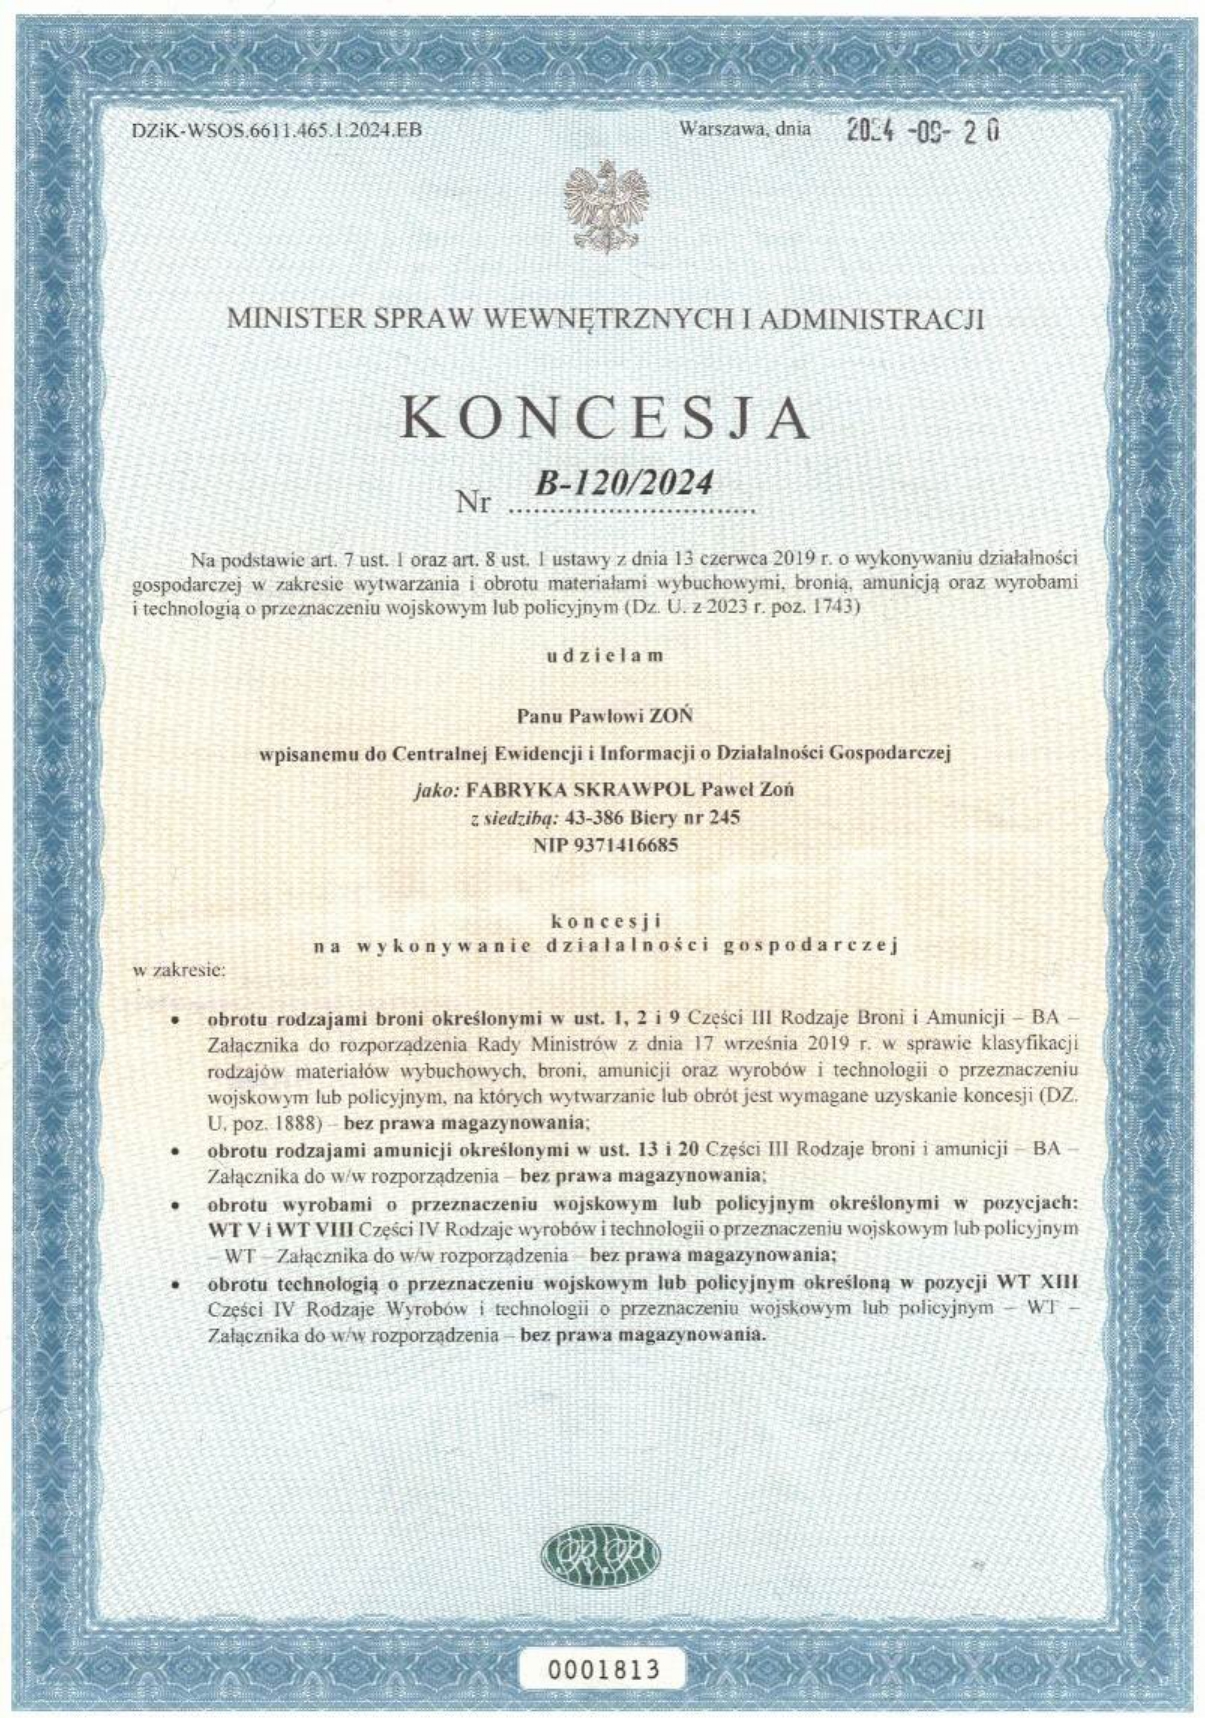 DZiK-WSOS.6611.465.1.2024.EB
Warszawa, dnia 2024 -09- 20
MINISTER SPRAW WEWNĘTRZNYCH I ADMINISTRACJI
KONCESJA
Nr B-120/2024
Na podstawie art. 7 ust. 1 oraz art. 8 ust. 1 ustawy z dnia 13 czerwca 2019 r. o wykonywaniu działalności
gospodarczej w zakresie wytwarzania i obrotu materiałami wybuchowymi, bronią, amunicją oraz wyrobami
i technologią o przeznaczeniu wojskowym lub policyjnym (Dz. U. z 2023 r. poz. 1743)
udzielam
Panu Pawłowi ZOŃ
wpisanemu do Centralnej Ewidencji i Informacji o Działalności Gospodarczej
jako: FABRYKA SKRAWPOL Paweł Zoń
z siedzibą: 43-386 Biery nr 245
NIP 9371416685
koncesji
na wykonywanie działalności gospodarczej
w zakresie:
• obrotu rodzajami broni określonymi w ust. 1, 2 i 9 Części III Rodzaje Broni i Amunicji – BA –
Załącznika do rozporządzenia Rady Ministrów z dnia 17 września 2019 r. w sprawie klasyfikacji
rodzajów materiałów wybuchowych, broni, amunicji oraz wyrobów i technologii o przeznaczeniu
wojskowym lub policyjnym, na których wytwarzanie lub obrót jest wymagane uzyskanie koncesji (DZ.
U. poz. 1888) – bez prawa magazynowania;
• obrotu rodzajami amunicji określonymi w ust. 13 i 20 Części III Rodzaje broni i amunicji – BA –
Załącznika do w/w rozporządzenia – bez prawa magazynowania;
• obrotu wyrobami o przeznaczeniu wojskowym lub policyjnym określonymi w pozycjach:
WT V i WT VIII Części IV Rodzaje wyrobów i technologii o przeznaczeniu wojskowym lub policyjnym
– WT – Załącznika do w/w rozporządzenia – bez prawa magazynowania;
• obrotu technologią o przeznaczeniu wojskowym lub policyjnym określoną w pozycji WT XIII
Części IV Rodzaje Wyrobów i technologii o przeznaczeniu wojskowym lub policyjnym – WT –
Załącznika do w/w rozporządzenia – bez prawa magazynowania.
R.P.
0001813